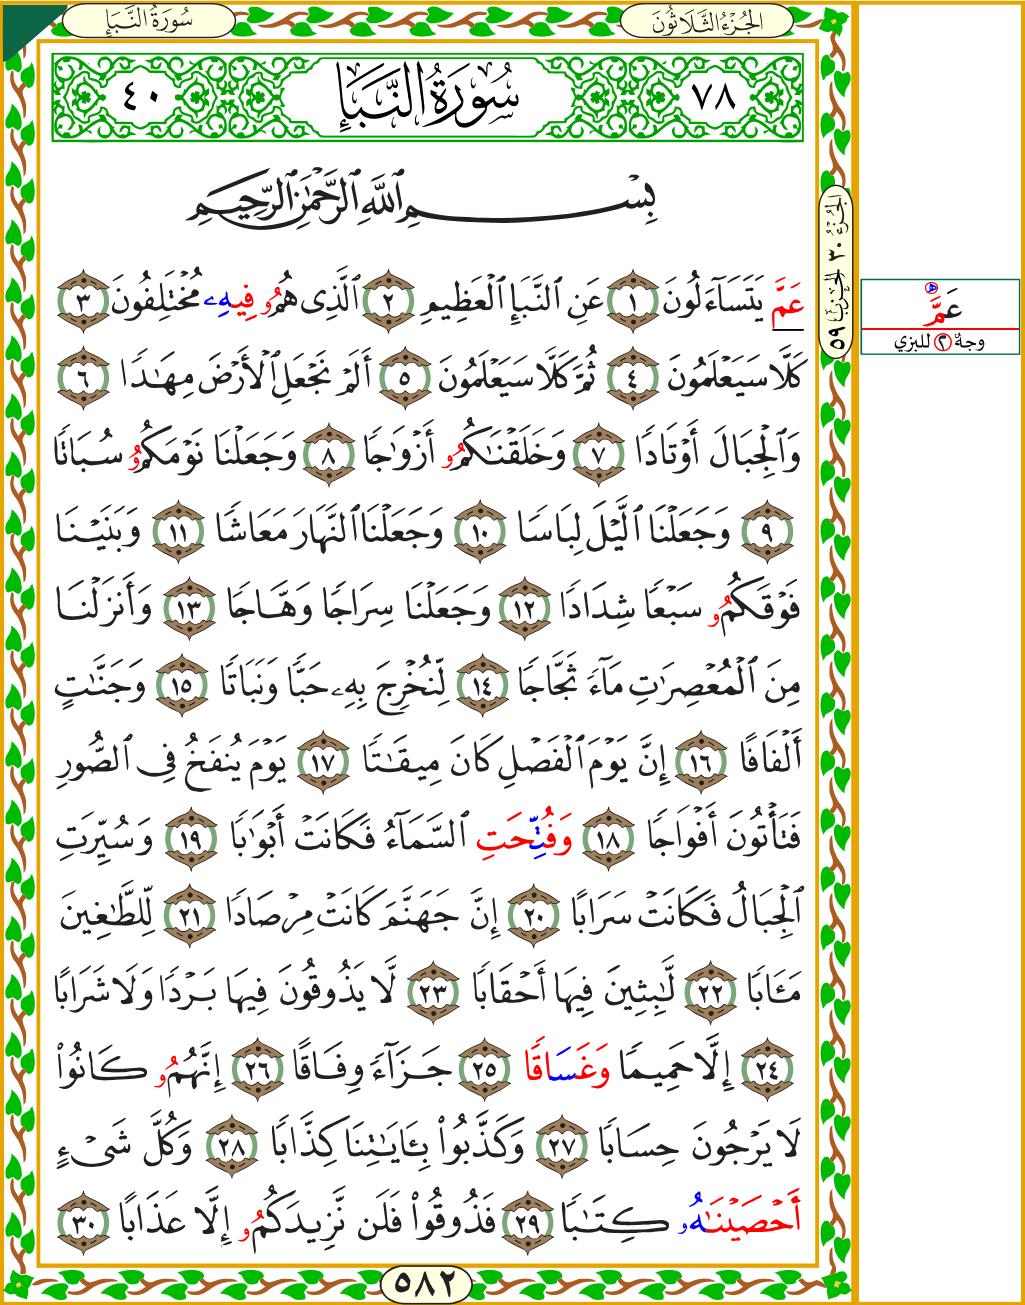 سُورَةُ النَّبَإِ
الجُزْءُ الثَّلَاثُونَ
٧٨ سُورَةُ النَّبَإِ ٤٠
بِسْمِ ٱللَّهِ ٱلرَّحْمَٰنِ ٱلرَّحِيمِ
عَمَّ يَتَسَآءَلُونَ ١ عَنِ ٱلنَّبَإِ ٱلْعَظِيمِ ٢ ٱلَّذِى هُمُۥ فِيهِۦ مُخْتَلِفُونَ ٣
كَلَّا سَيَعْلَمُونَ ٤ ثُمَّ كَلَّا سَيَعْلَمُونَ ٥ أَلَمْ نَجْعَلِ ٱلْأَرْضَ مِهَٰدًا ٦
وَٱلْجِبَالَ أَوْتَادًا ٧ وَخَلَقْنَٰكُمُۥ أَزْوَٰجًا ٨ وَجَعَلْنَا نَوْمَكُمُۥ سُبَاتًا
٩ وَجَعَلْنَا ٱلَّيْلَ لِبَاسًا ١٠ وَجَعَلْنَا ٱلنَّهَارَ مَعَاشًا ١١ وَبَنَيْنَا
فَوْقَكُمُۥ سَبْعًا شِدَادًا ١٢ وَجَعَلْنَا سِرَاجًا وَهَّاجًا ١٣ وَأَنزَلْنَا
مِنَ ٱلْمُعْصِرَٰتِ مَآءً ثَجَّاجًا ١٤ لِّنُخْرِجَ بِهِۦ حَبًّا وَنَبَاتًا ١٥ وَجَنَّٰتٍ
أَلْفَافًا ١٦ إِنَّ يَوْمَ ٱلْفَصْلِ كَانَ مِيقَٰتًا ١٧ يَوْمَ يُنفَخُ فِى ٱلصُّورِ
فَتَأْتُونَ أَفْوَاجًا ١٨ وَفُتِّحَتِ ٱلسَّمَآءُ فَكَانَتْ أَبْوَٰبًا ١٩ وَسُيِّرَتِ
ٱلْجِبَالُ فَكَانَتْ سَرَابًا ٢٠ إِنَّ جَهَنَّمَ كَانَتْ مِرْصَادًا ٢١ لِّلطَّٰغِينَ
مَـَٔابًا ٢٢ لَّٰبِثِينَ فِيهَا أَحْقَابًا ٢٣ لَّا يَذُوقُونَ فِيهَا بَرْدًا وَلَا شَرَابًا
٢٤ إِلَّا حَمِيمًا وَغَسَاقًا ٢٥ جَزَآءً وِفَاقًا ٢٦ إِنَّهُمُۥ كَانُوا۟
لَا يَرْجُونَ حِسَابًا ٢٧ وَكَذَّبُوا۟ بِـَٔايَٰتِنَا كِذَّابًا ٢٨ وَكُلَّ شَىْءٍ
أَحْصَيْنَٰهُۥ كِتَٰبًا ٢٩ فَذُوقُوا۟ فَلَن نَّزِيدَكُمُۥ إِلَّا عَذَابًا ٣٠
٥٨٢
الجُزْءُ ٣٠ الحِزْبُ ٥٩
عَمَّهْ
وجهٌ ٢ للبزي